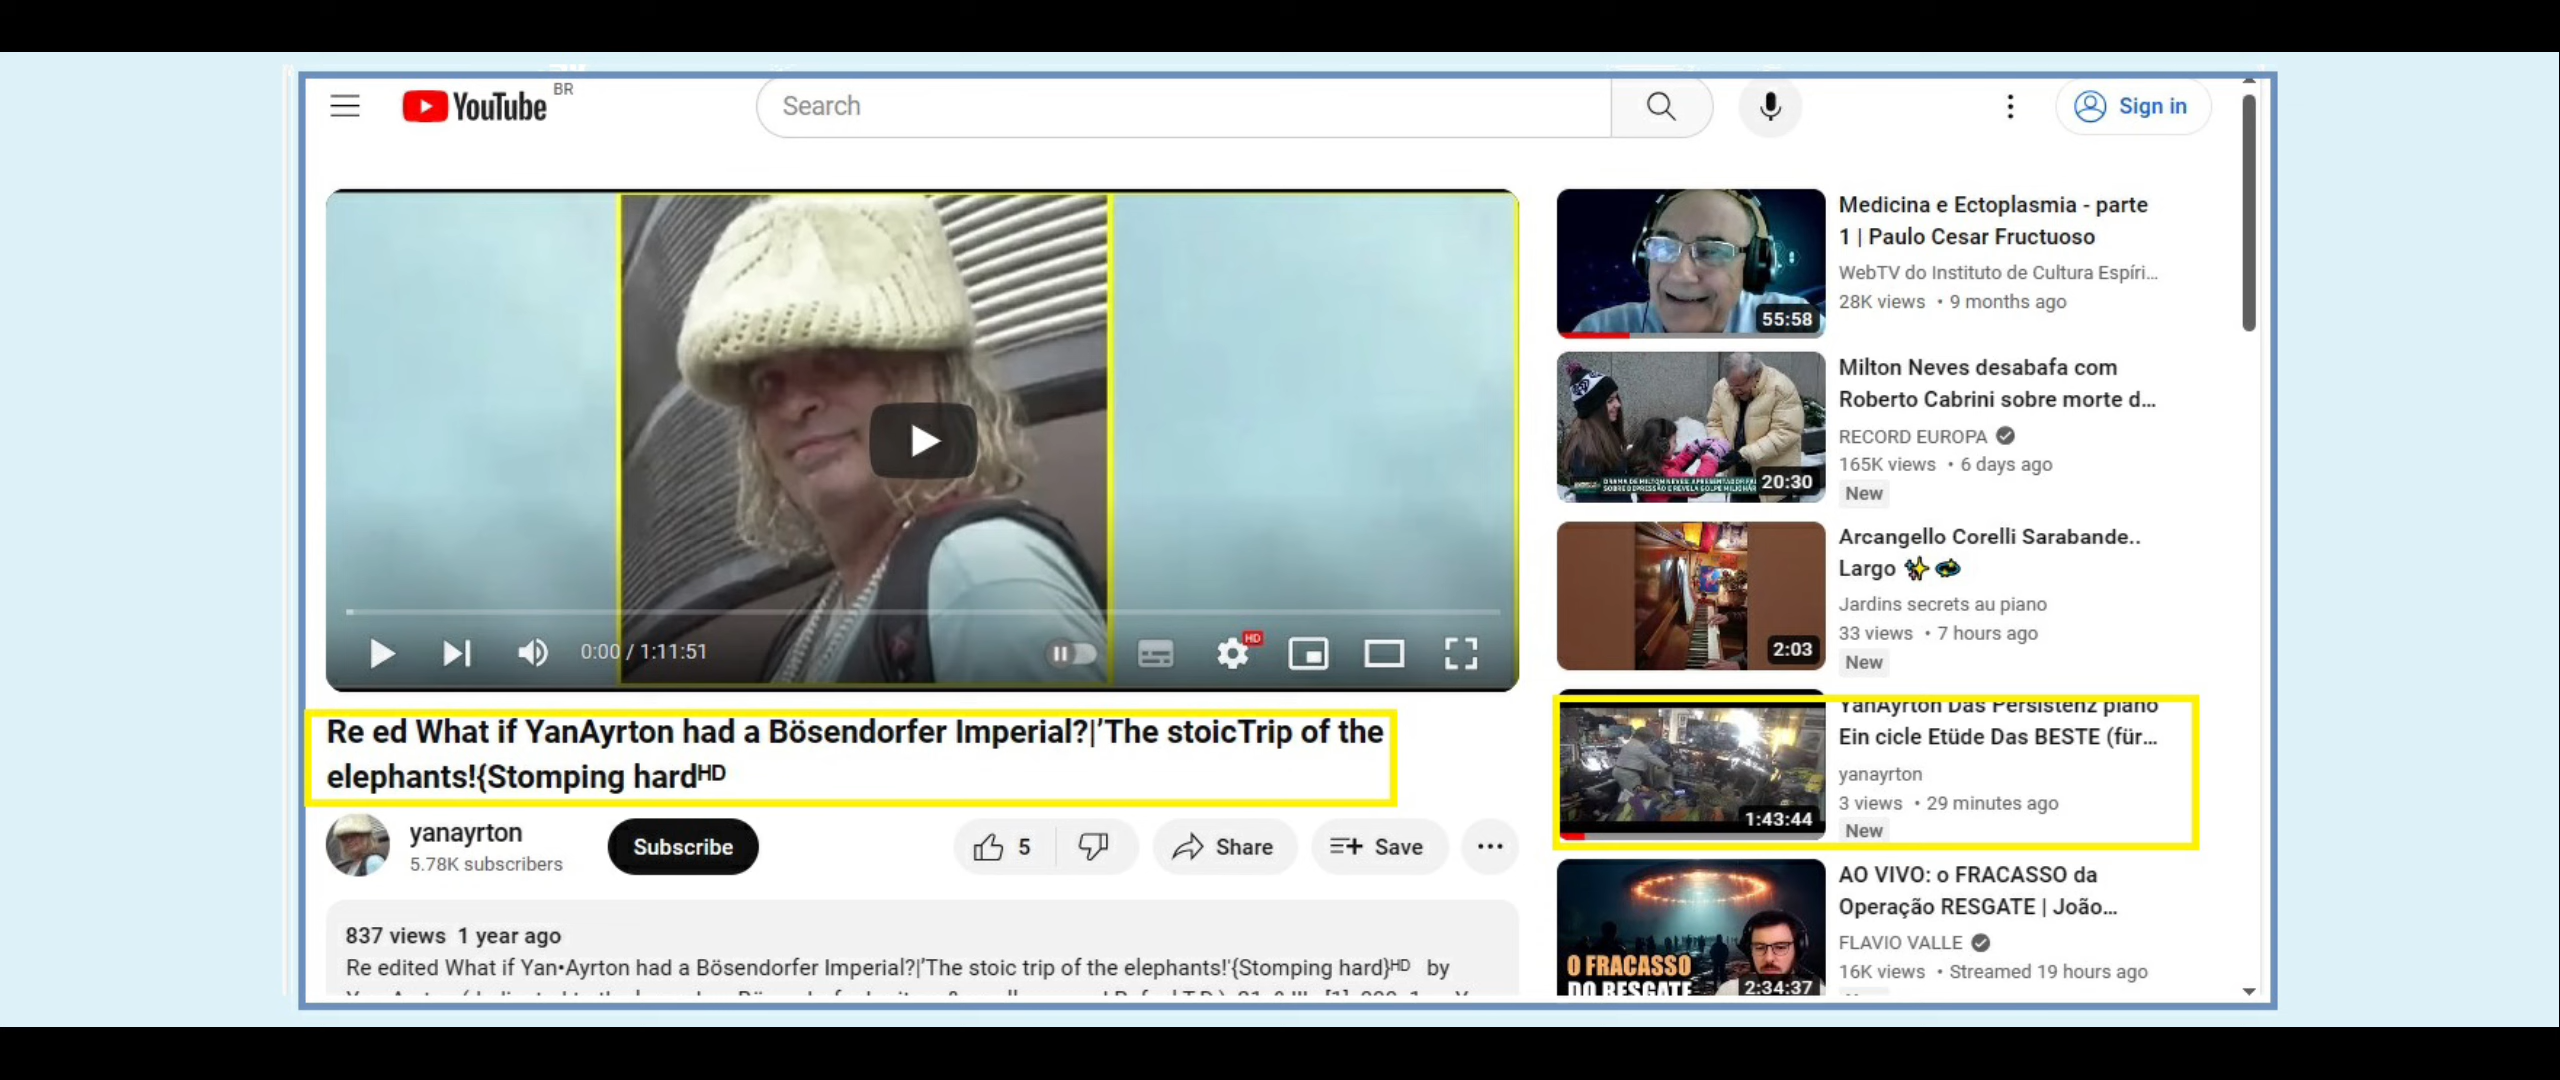 YouTube BR
Search
Sign in
0:00 / 1:11:51
HD
Re ed What if YanAyrton had a Bösendorfer Imperial?|’The stoicTrip of the
elephants!{Stomping hardᴴᴰ
yanayrton
5.78K subscribers
Subscribe
5
Share
Save
837 views 1 year ago
Re edited What if Yan•Ayrton had a Bösendorfer Imperial?|’The stoic trip of the elephants!'{Stomping hard}ᴴᴰ by
55:58
Medicina e Ectoplasmia - parte
1 | Paulo Cesar Fructuoso
WebTV do Instituto de Cultura Espíri...
28K views • 9 months ago
20:30
Milton Neves desabafa com
Roberto Cabrini sobre morte d...
RECORD EUROPA
165K views • 6 days ago
New
2:03
Arcangello Corelli Sarabande..
Largo
Jardins secrets au piano
33 views • 7 hours ago
New
1:43:44
YanAyrton Das Persistenz piano
Ein cicle Etüde Das BESTE (für...
yanayrton
3 views • 29 minutes ago
New
O FRACASSO
DO RESGATE
2:34:37
AO VIVO: o FRACASSO da
Operação RESGATE | João...
FLAVIO VALLE
16K views • Streamed 19 hours ago